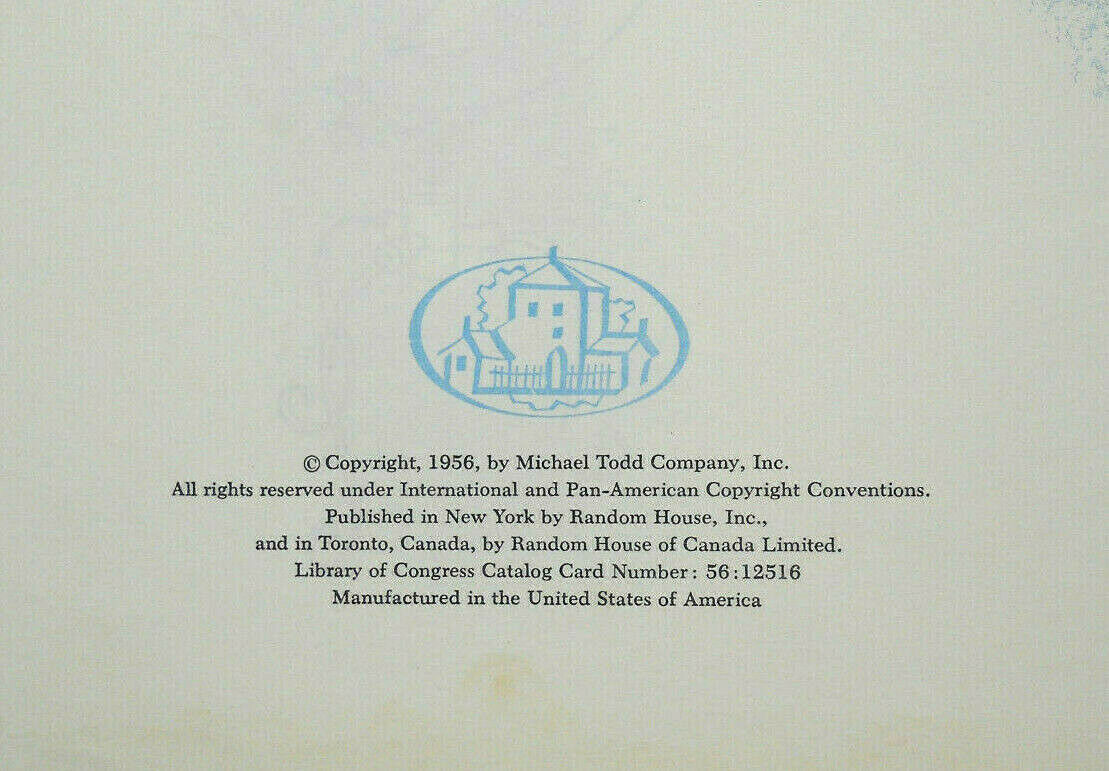 © Copyright, 1956, by Michael Todd Company, Inc.
All rights reserved under International and Pan-American Copyright Conventions.
Published in New York by Random House, Inc.,
and in Toronto, Canada, by Random House of Canada Limited.
Library of Congress Catalog Card Number: 56:12516
Manufactured in the United States of America